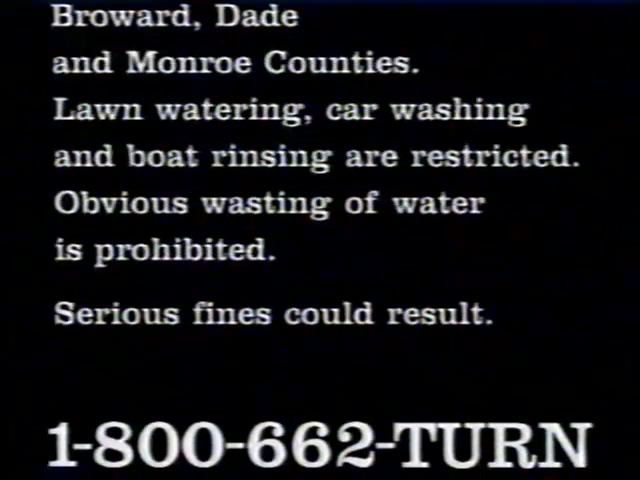 Broward, Dade
and Monroe Counties.
Lawn watering, car washing
and boat rinsing are restricted.
Obvious wasting of water
is prohibited.
Serious fines could result.
1-800-662-TURN